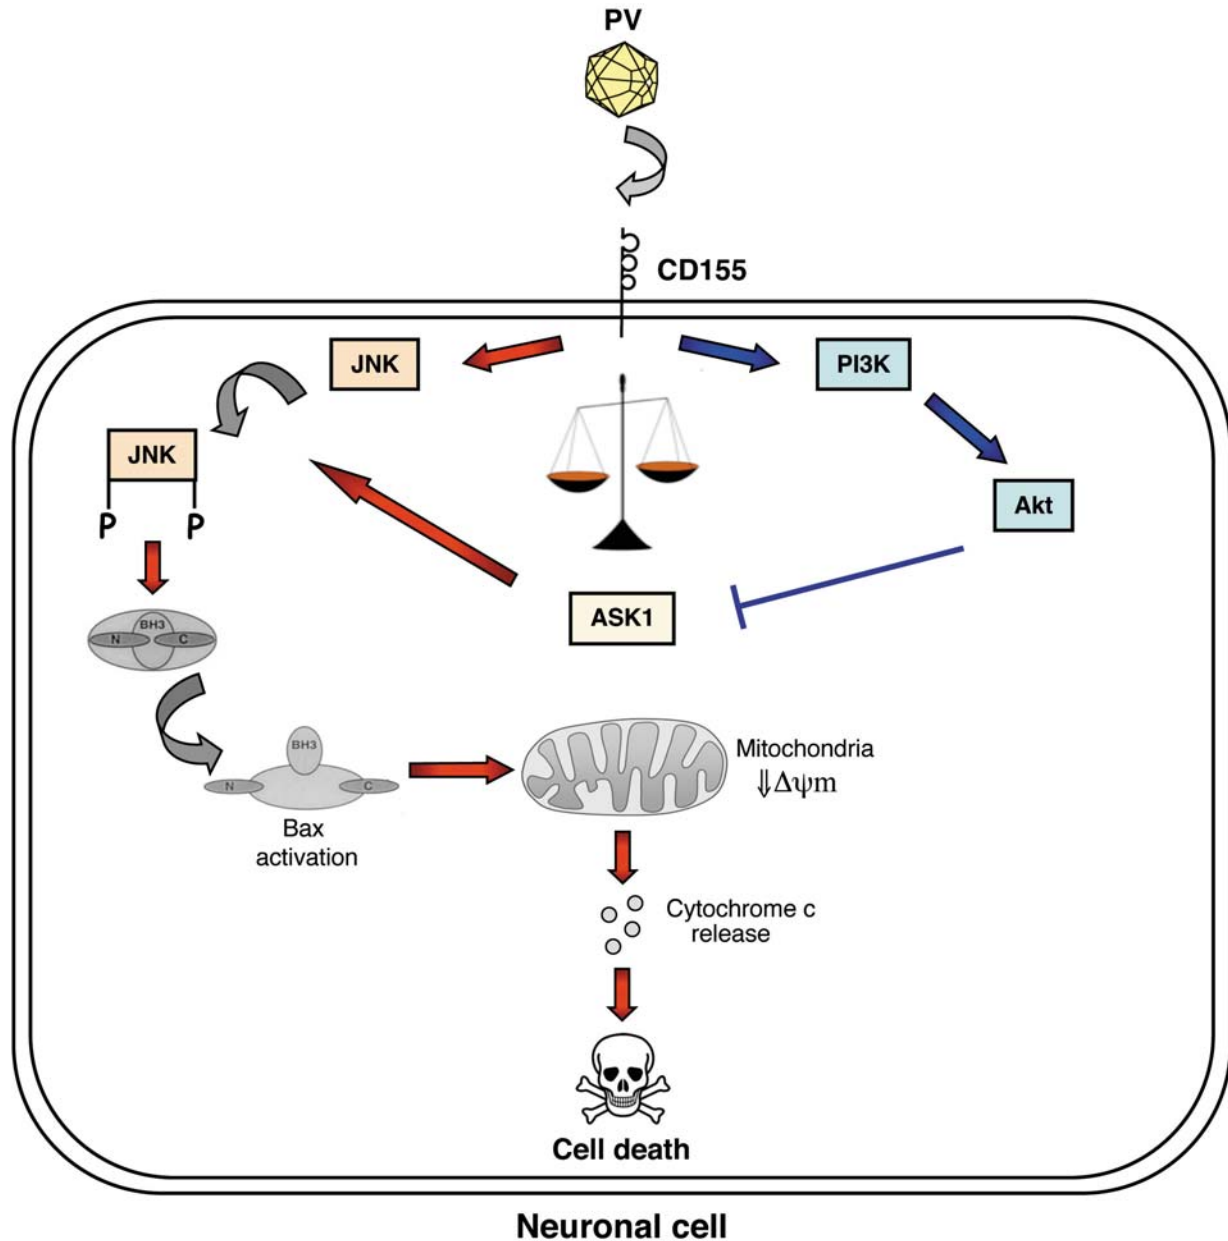 PV
CD155
JNK
PI3K
JNK
P P
Akt
ASK1
BH3
N C
BH3
N C
Bax
activation
Mitochondria
⇓Δψm
Cytochrome c
release
Cell death
Neuronal cell